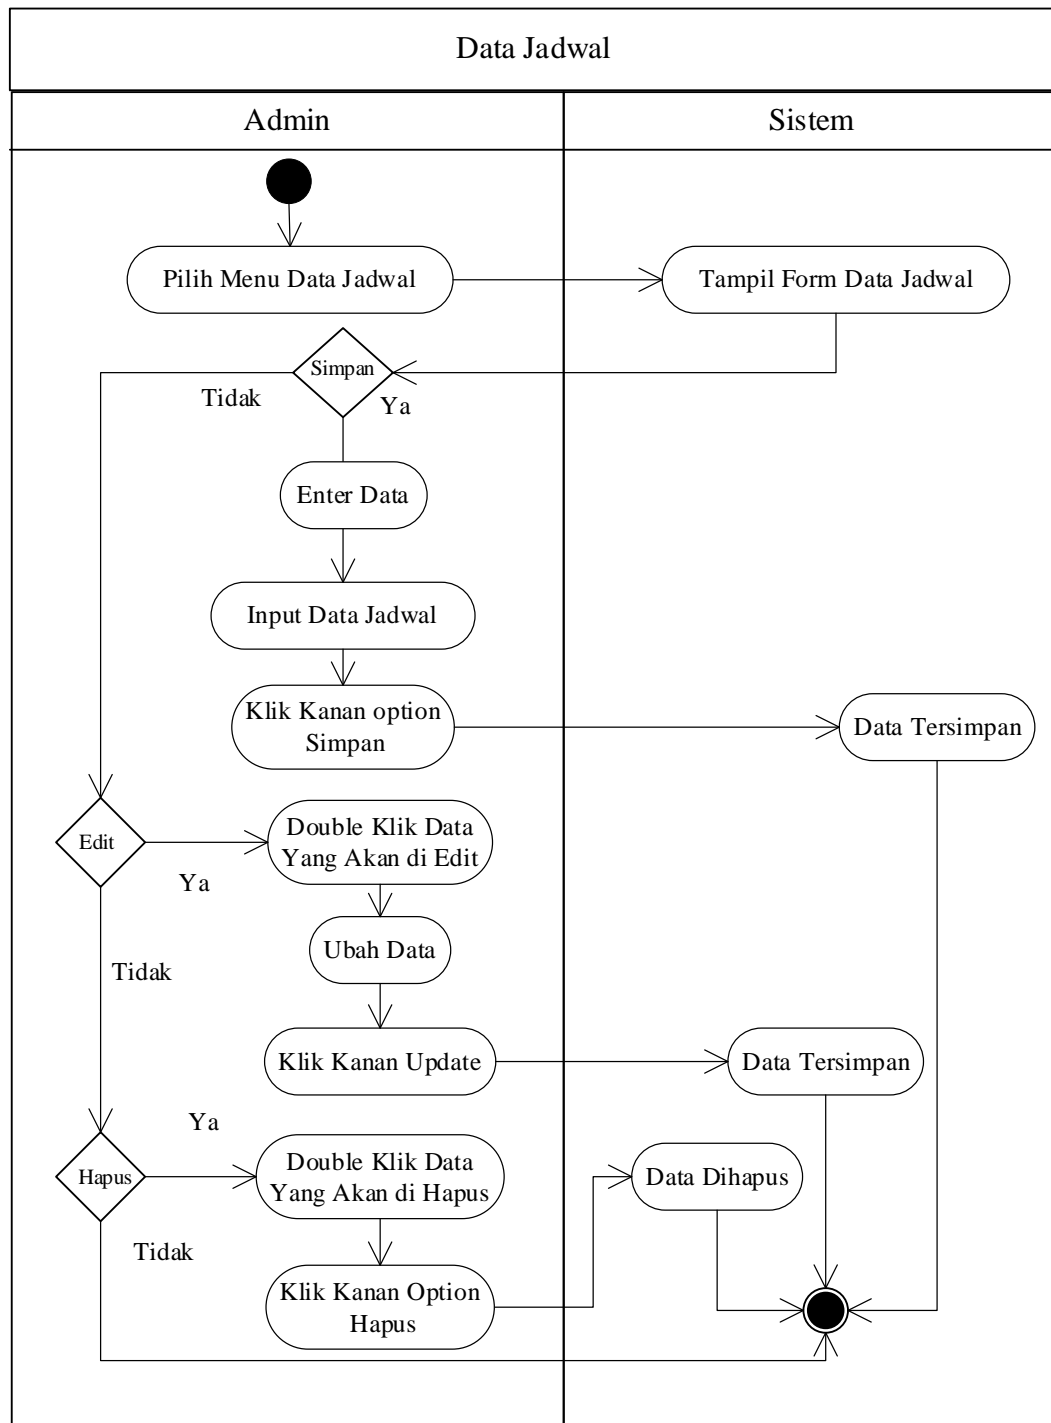 Data Jadwal
Admin
Sistem
Pilih Menu Data Jadwal
Tampil Form Data Jadwal
Simpan
Tidak
Ya
Enter Data
Input Data Jadwal
Klik Kanan option
Simpan
Data Tersimpan
Edit
Ya
Double Klik Data
Yang Akan di Edit
Ubah Data
Tidak
Klik Kanan Update
Data Tersimpan
Ya
Hapus
Double Klik Data
Yang Akan di Hapus
Data Dihapus
Tidak
Klik Kanan Option
Hapus